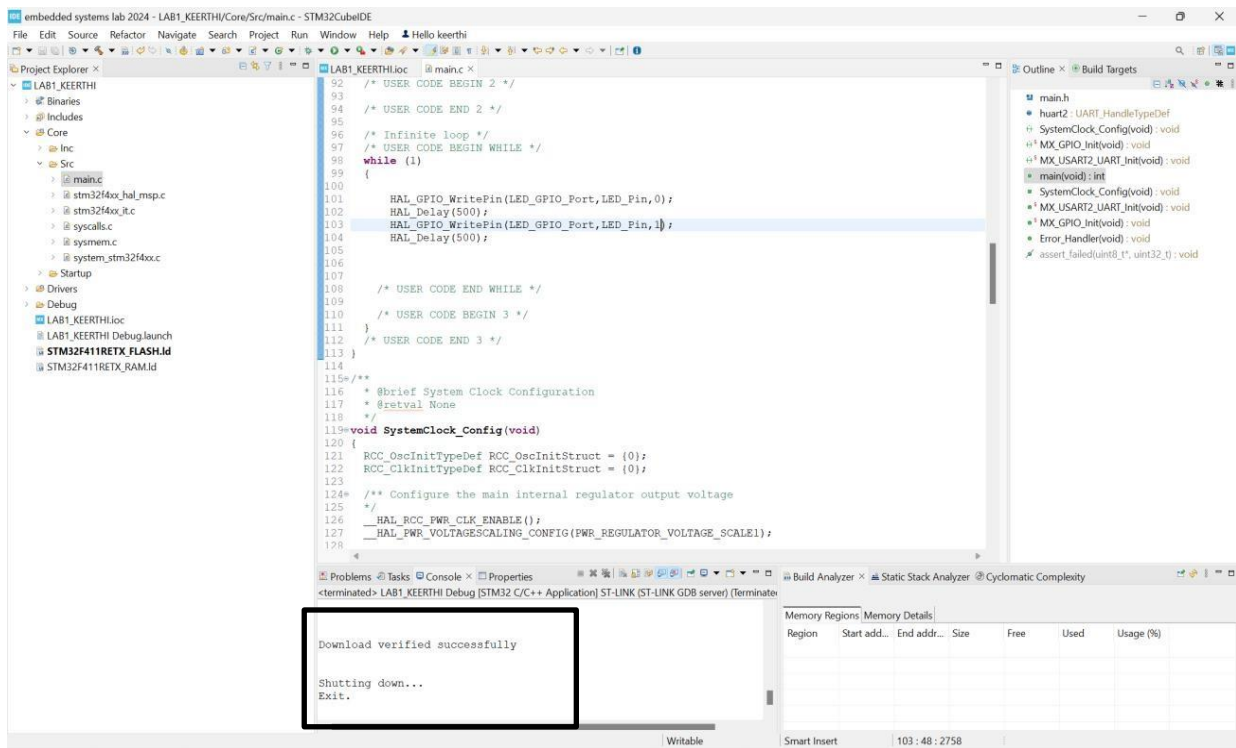 embedded systems lab 2024 - LAB1_KEERTHI/Core/Src/main.c - STM32CubeIDE
File Edit Source Refactor Navigate Search Project Run Window Help Hello keerthi
Project Explorer
LAB1_KEERTHI
Binaries
Includes
Core
Inc
Src
main.c
stm32f4xx_hal_msp.c
stm32f4xx_it.c
syscalls.c
sysmem.c
system_stm32f4xx.c
Startup
Drivers
Debug
LAB1_KEERTHI.ioc
LAB1_KEERTHI Debug.launch
STM32F411RETX_FLASH.ld
STM32F411RETX_RAM.ld
LAB1_KEERTHI.ioc main.c
92 /* USER CODE BEGIN 2 */
93
94 /* USER CODE END 2 */
95
96 /* Infinite loop */
97 /* USER CODE BEGIN WHILE */
98 while (1)
99 {
100
101 HAL_GPIO_WritePin(LED_GPIO_Port,LED_Pin,0);
102 HAL_Delay(500);
103 HAL_GPIO_WritePin(LED_GPIO_Port,LED_Pin,1);
104 HAL_Delay(500);
105
106
107
108 /* USER CODE END WHILE */
109
110 /* USER CODE BEGIN 3 */
111 }
112 /* USER CODE END 3 */
113 }
114
115 /**
116 * @brief System Clock Configuration
117 * @retval None
118 */
119 void SystemClock_Config(void)
120 {
121 RCC_OscInitTypeDef RCC_OscInitStruct = {0};
122 RCC_ClkInitTypeDef RCC_ClkInitStruct = {0};
123
124 /** Configure the main internal regulator output voltage
125 */
126 __HAL_RCC_PWR_CLK_ENABLE();
127 __HAL_PWR_VOLTAGESCALING_CONFIG(PWR_REGULATOR_VOLTAGE_SCALE1);
128
Outline Build Targets
main.h
huart2 : UART_HandleTypeDef
SystemClock_Config(void) : void
MX_GPIO_Init(void) : void
MX_USART2_UART_Init(void) : void
main(void) : int
SystemClock_Config(void) : void
MX_USART2_UART_Init(void) : void
MX_GPIO_Init(void) : void
Error_Handler(void) : void
assert_failed(uint8_t*, uint32_t) : void
Problems Tasks Console Properties
<terminated> LAB1_KEERTHI Debug [STM32 C/C++ Application] ST-LINK (ST-LINK GDB server) (Terminate
Download verified successfully
Shutting down...
Exit.
Build Analyzer Static Stack Analyzer Cyclomatic Complexity
Memory Regions Memory Details
Region Start add... End addr... Size Free Used Usage (%)
Writable Smart Insert 103 : 48 : 2758